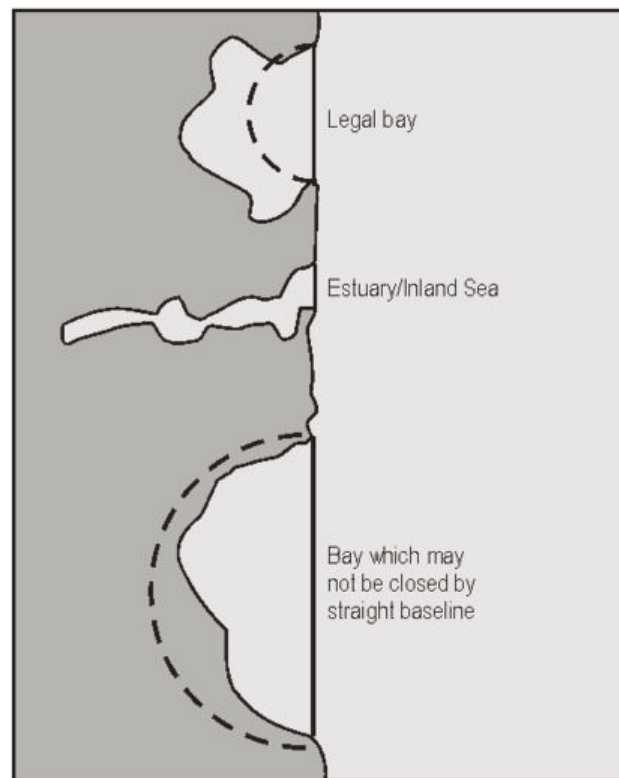 Legal bay
Estuary/Inland Sea
Bay which may
not be closed by
straight baseline